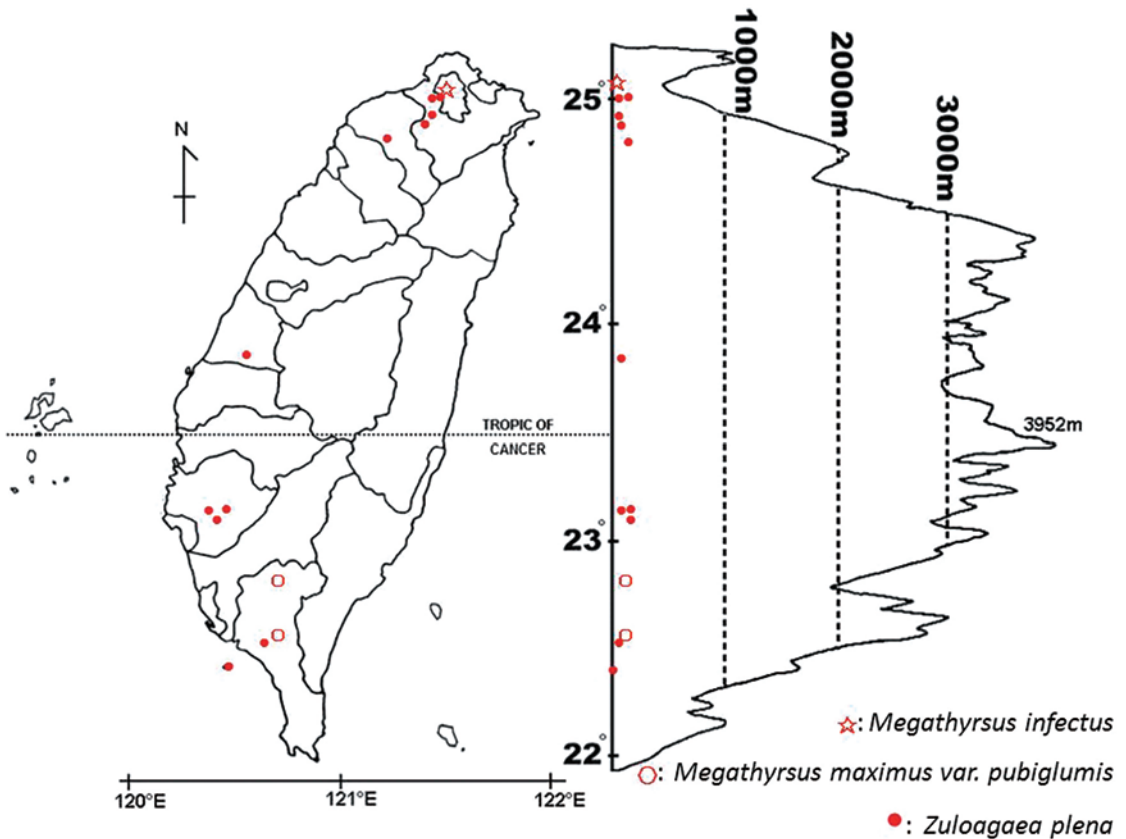 N
TROPIC OF
CANCER
120°E
121°E
122°E
25°
24°
23°
22°
1000m
2000m
3000m
3952m
: Megathyrsus infectus
: Megathyrsus maximus var. pubiglumis
: Zuloagaea plena